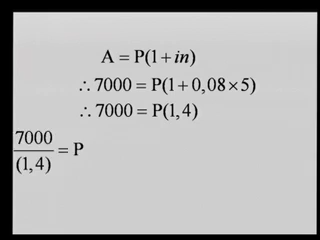 A = P(1 + in)
∴ 7000 = P(1 + 0,08 × 5)
∴ 7000 = P(1,4)
7000/(1,4) = P